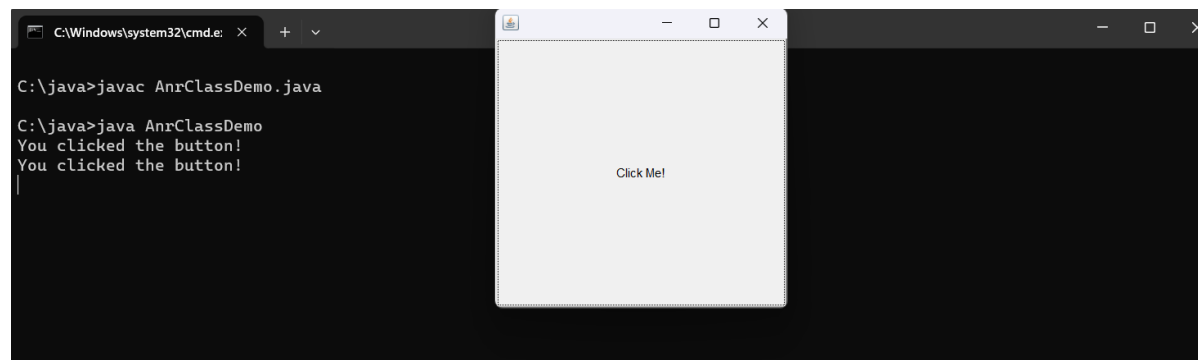 C:\Windows\system32\cmd.e:
C:\java>javac AnrClassDemo.java
C:\java>java AnrClassDemo
You clicked the button!
You clicked the button!
Click Me!